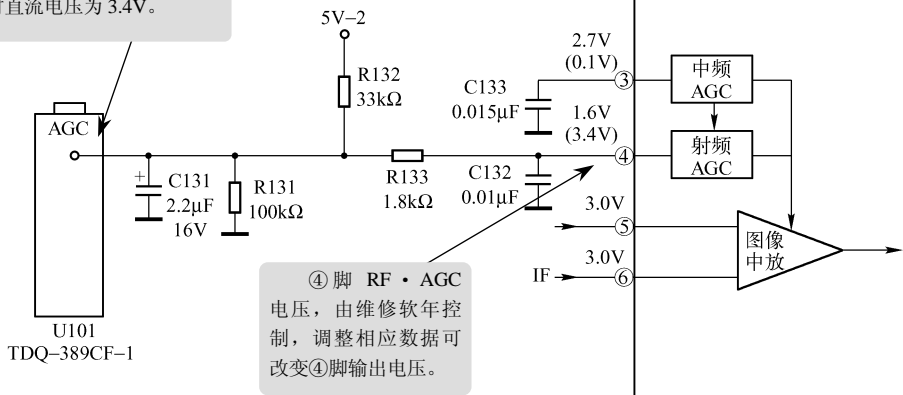 时直流电压为 3.4V。
5V–2
R132
33kΩ
AGC
C131
2.2μF
16V
+
R131
100kΩ
R133
1.8kΩ
C133
0.015μF
C132
0.01μF
2.7V
(0.1V)
③
1.6V
(3.4V)
④
3.0V
⑤
3.0V
IF
⑥
中频
AGC
射频
AGC
图像
中放
U101
TDQ–389CF–1
④脚 RF·AGC
电压，由维修软年控
制，调整相应数据可
改变④脚输出电压。